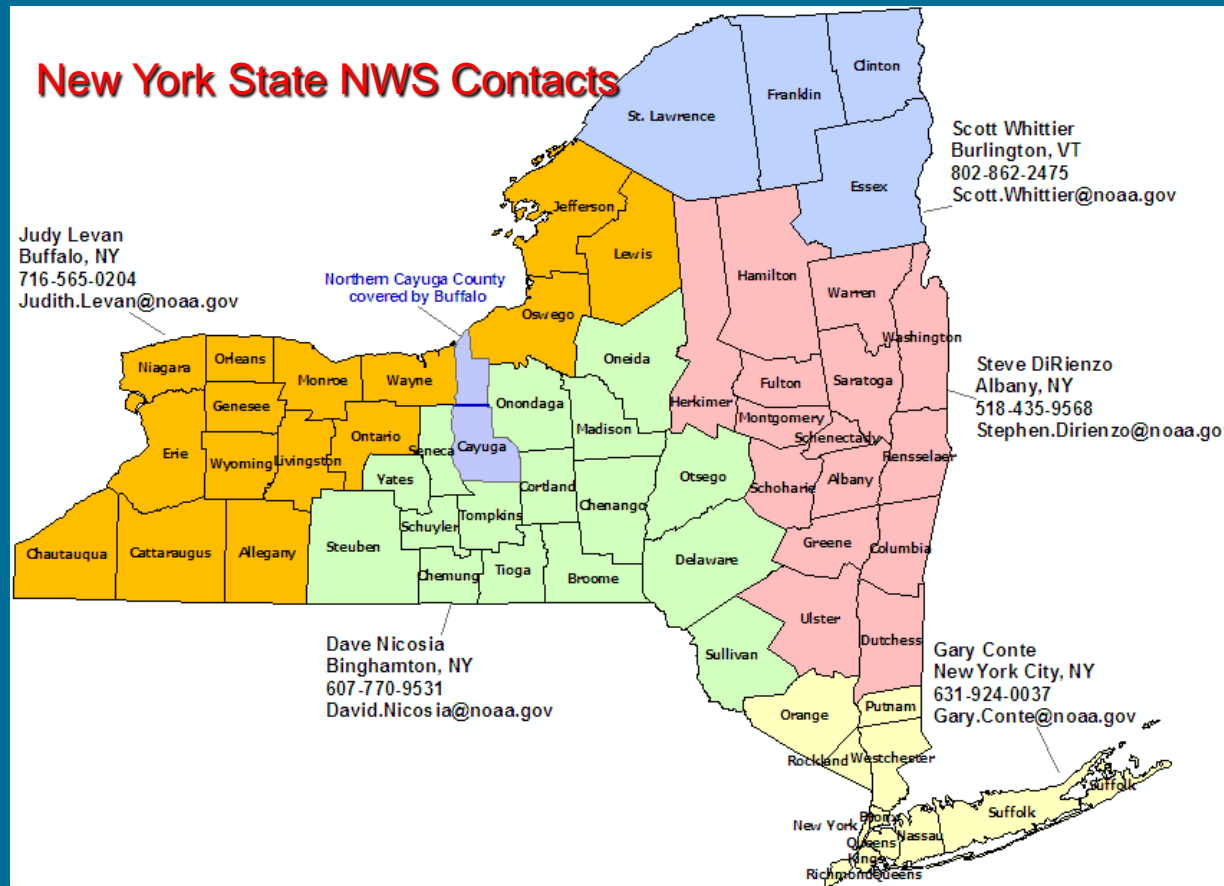 New York State NWS Contacts
Clinton
Franklin
St. Lawrence
Scott Whittier
Burlington, VT
802-862-2475
Scott.Whittier@noaa.gov
Essex
Jefferson
Judy Levan
Buffalo, NY
716-565-0204
Judith.Levan@noaa.gov
Northern Cayuga County
covered by Buffalo
Lewis
Hamilton
Warren
Oswego
Washington
Oneida
Niagara
Orleans
Monroe
Wayne
Steve DiRienzo
Albany, NY
518-435-9568
Stephen.Dirienzo@noaa.go
Fulton
Saratoga
Genesee
Onondaga
Herkimer
Montgomery
Madison
Schenectady
Ontario
Seneca
Cayuga
Erie
Wyoming
Livingston
Rensselaer
Yates
Otsego
Schoharie
Albany
Cortland
Chenango
Tompkins
Schuyler
Steuben
Greene
Columbia
Chautauqua
Cattaraugus
Allegany
Delaware
Chemung
Tioga
Broome
Ulster
Dutchess
Dave Nicosia
Binghamton, NY
607-770-9531
David.Nicosia@noaa.gov
Sullivan
Gary Conte
New York City, NY
631-924-0037
Gary.Conte@noaa.gov
Orange
Putnam
Rockland
Westchester
Suffolk
Suffolk
New York
Bronx
Nassau
Queens
Kings
Richmond
Queens